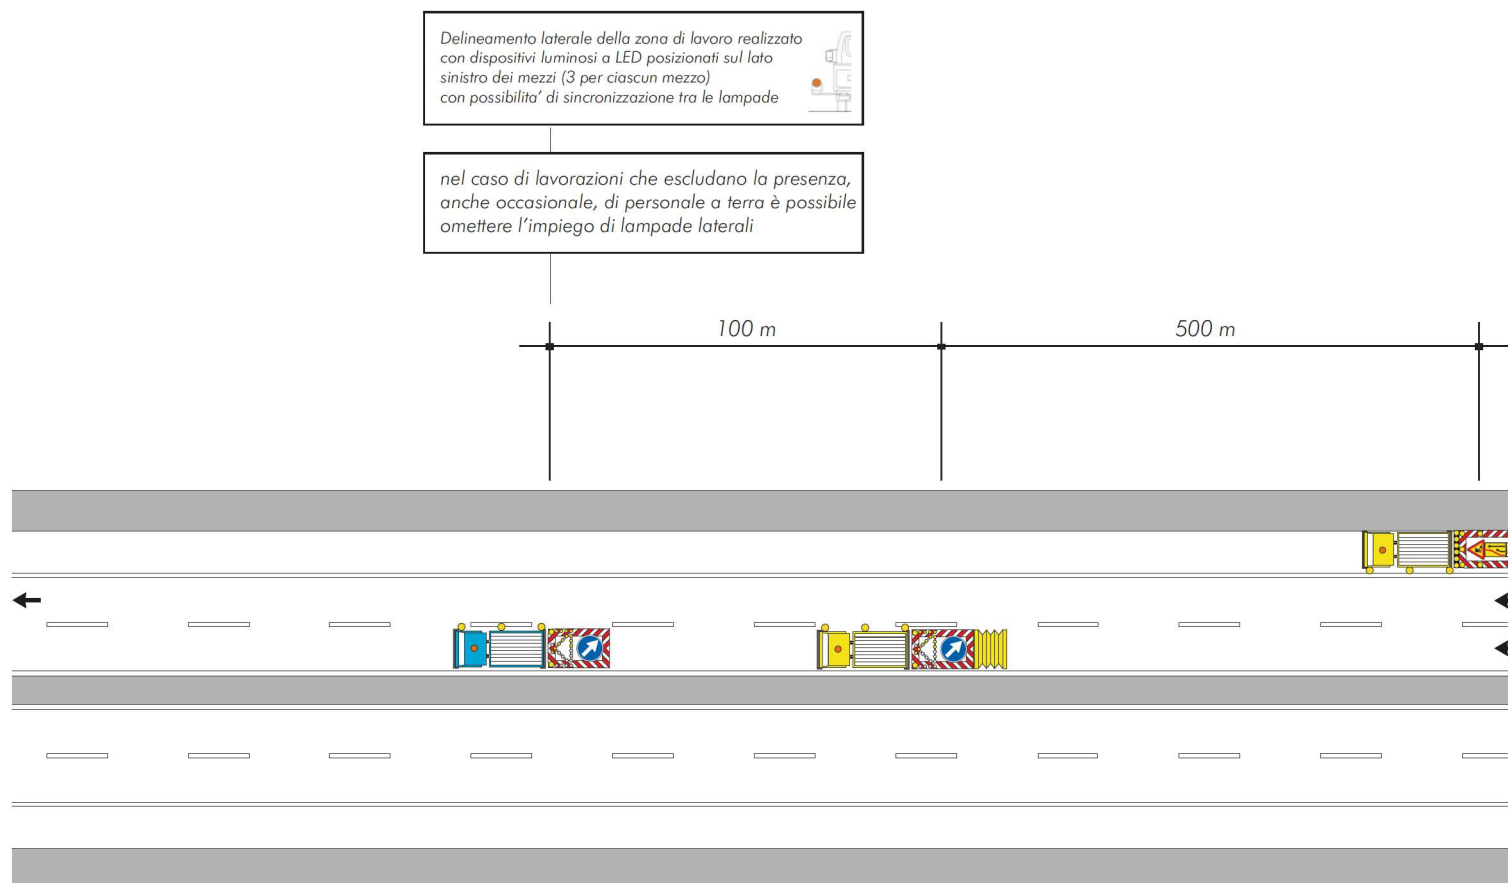 Delineamento laterale della zona di lavoro realizzato
con dispositivi luminosi a LED posizionati sul lato
sinistro dei mezzi (3 per ciascun mezzo)
con possibilita' di sincronizzazione tra le lampade
nel caso di lavorazioni che escludano la presenza,
anche occasionale, di personale a terra è possibile
omettere l'impiego di lampade laterali
100 m
500 m